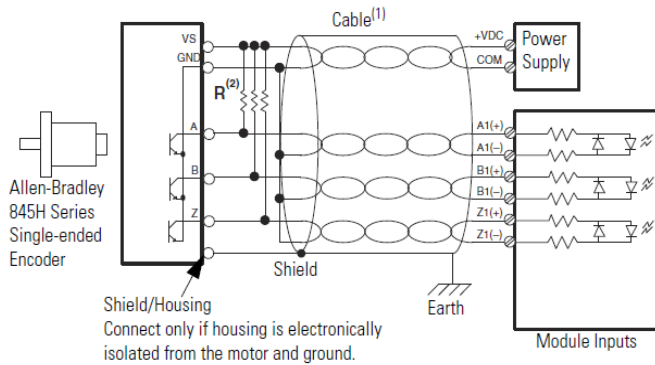 Cable(1)
VS
GND
R(2)
A
B
Z
+VDC
COM
Power
Supply
A1(+)
A1(–)
B1(+)
B1(–)
Z1(+)
Z1(–)
Allen-Bradley
845H Series
Single-ended
Encoder
Shield
Earth
Shield/Housing
Connect only if housing is electronically
isolated from the motor and ground.
Module Inputs